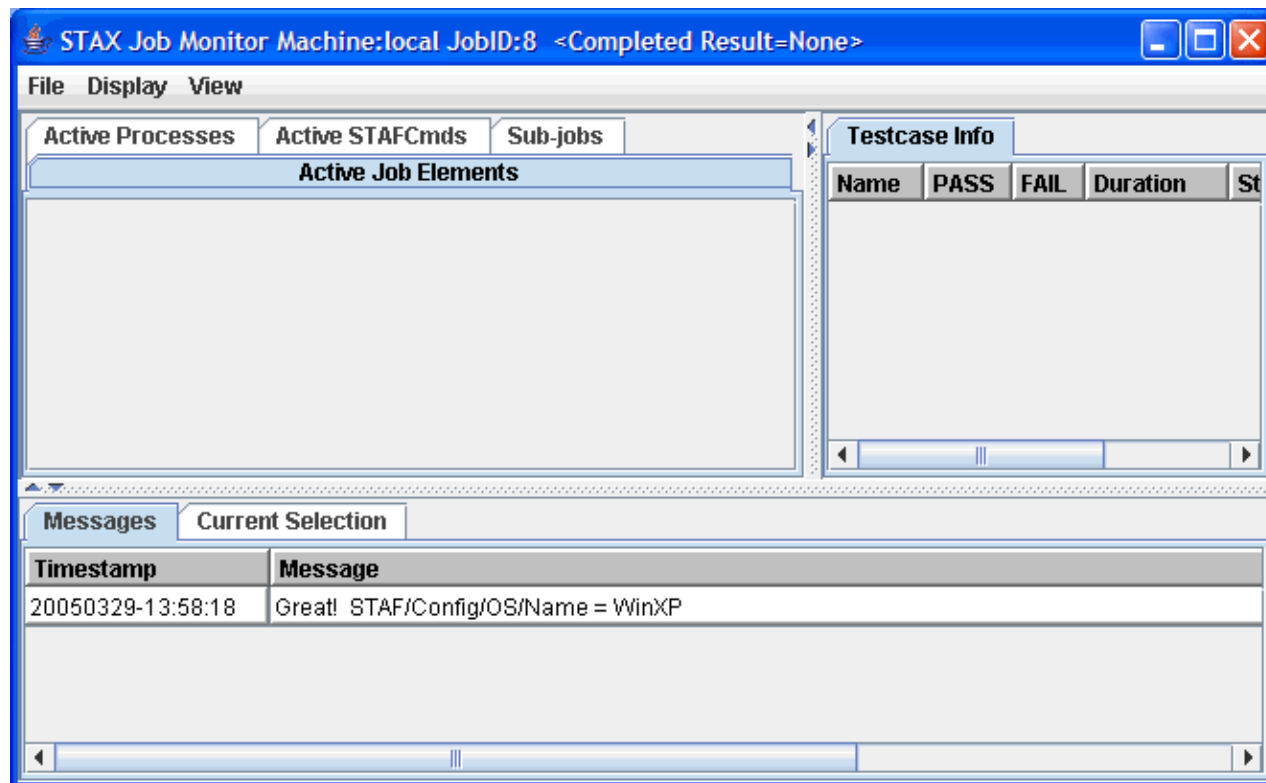 STAX Job Monitor Machine:local JobID:8 <Completed Result=None>
File Display View
Active Processes Active STAFCmds Sub-jobs
Active Job Elements
Testcase Info
Name PASS FAIL Duration St
Messages Current Selection
Timestamp Message
20050329-13:58:18 Great! STAF/Config/OS/Name = WinXP